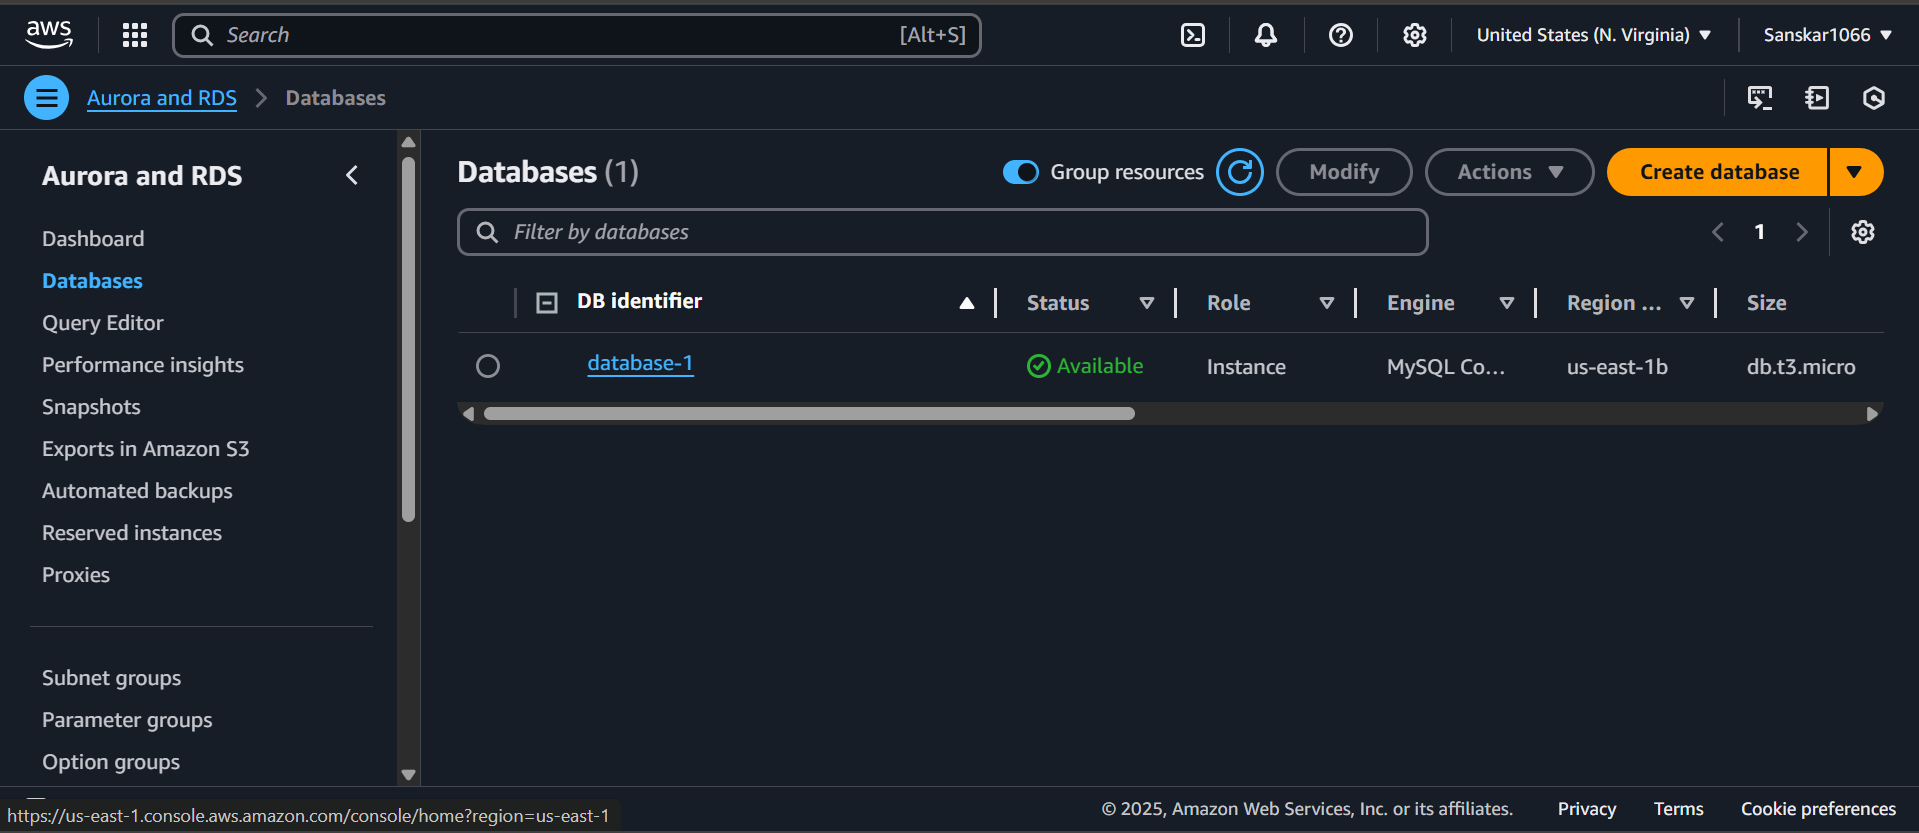 aws
Search [Alt+S]
United States (N. Virginia)
Sanskar1066
Aurora and RDS
Databases
Aurora and RDS
Dashboard
Databases
Query Editor
Performance insights
Snapshots
Exports in Amazon S3
Automated backups
Reserved instances
Proxies
Subnet groups
Parameter groups
Option groups
Databases (1)
Group resources
Modify
Actions
Create database
Filter by databases
1
DB identifier Status Role Engine Region ... Size
database-1 Available Instance MySQL Co... us-east-1b db.t3.micro
https://us-east-1.console.aws.amazon.com/console/home?region=us-east-1
© 2025, Amazon Web Services, Inc. or its affiliates. Privacy Terms Cookie preferences